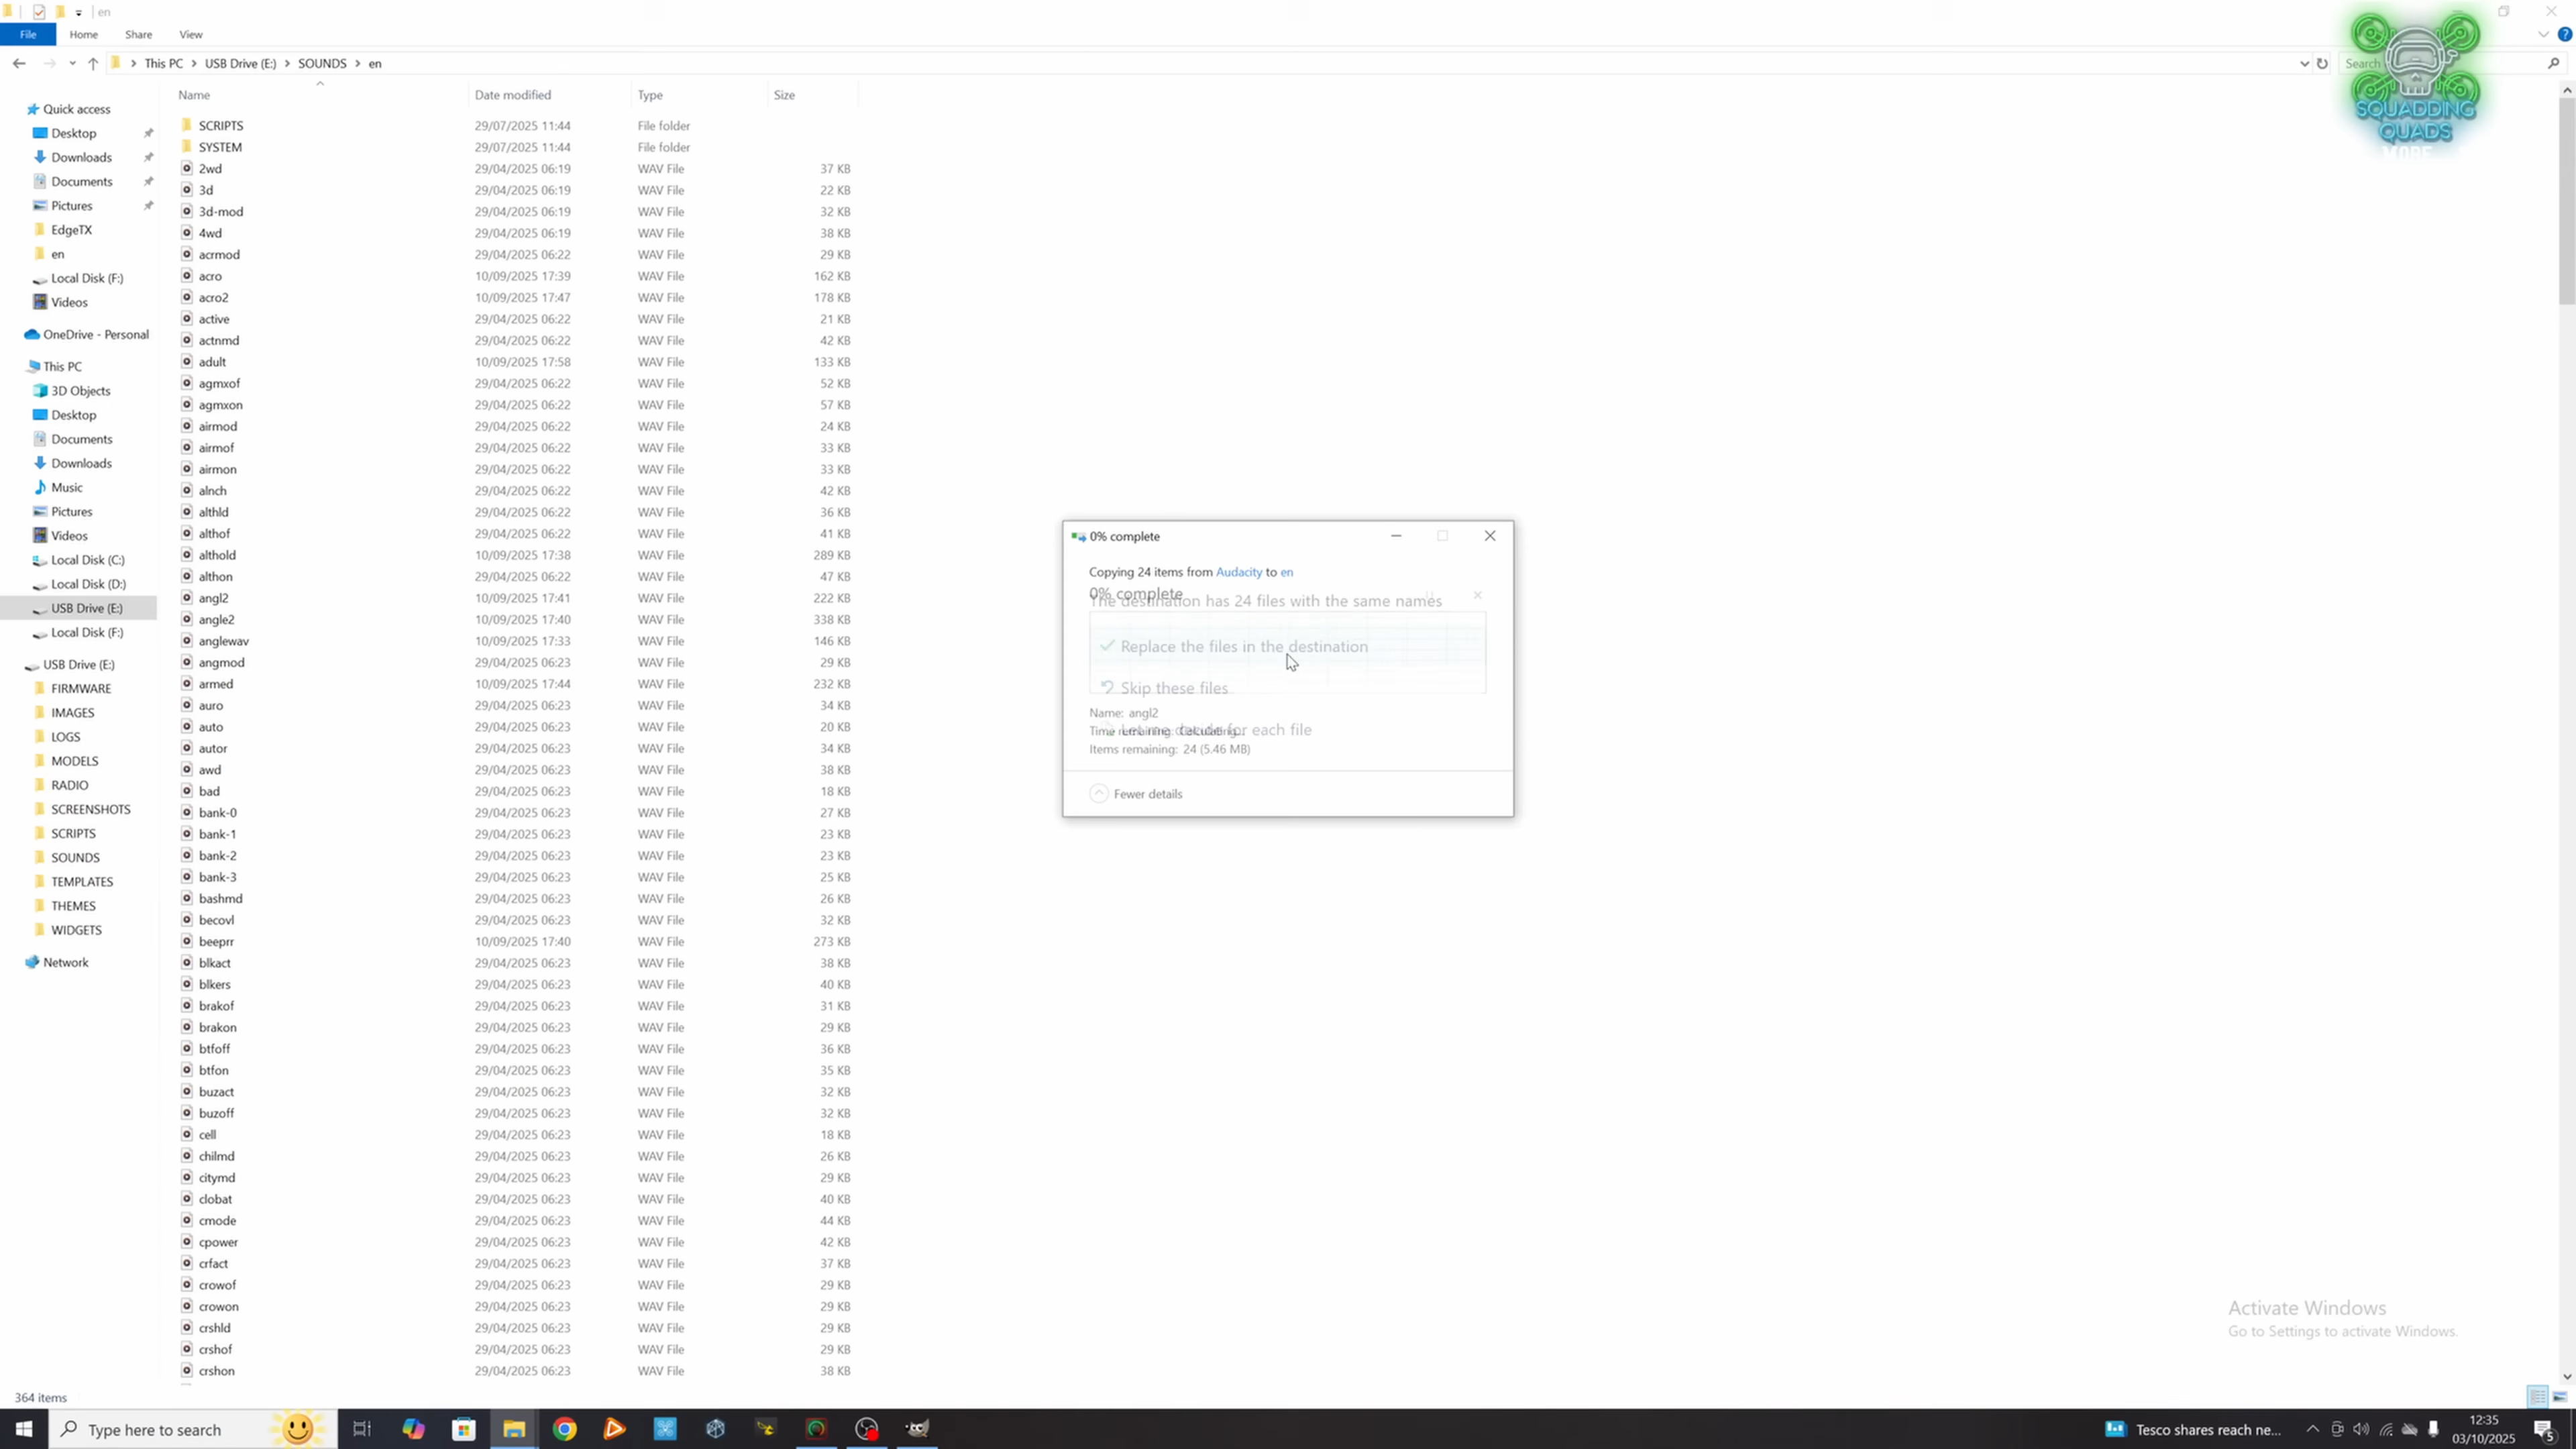 en
File Home Share View
This PC USB Drive (E:) SOUNDS en
Search
SQUADDING
QUADS
MORE
Name Date modified Type Size
Quick access
Desktop
Downloads
Documents
Pictures
EdgeTX
en
Local Disk (F:)
Videos
OneDrive - Personal
This PC
3D Objects
Desktop
Documents
Downloads
Music
Pictures
Videos
Local Disk (C:)
Local Disk (D:)
USB Drive (E:)
Local Disk (F:)
USB Drive (E:)
FIRMWARE
IMAGES
LOGS
MODELS
RADIO
SCREENSHOTS
SCRIPTS
SOUNDS
TEMPLATES
THEMES
WIDGETS
Network
SCRIPTS 29/07/2025 11:44 File folder
SYSTEM 29/07/2025 11:44 File folder
2wd 29/04/2025 06:19 WAV File 37 KB
3d 29/04/2025 06:19 WAV File 22 KB
3d-mod 29/04/2025 06:19 WAV File 32 KB
4wd 29/04/2025 06:19 WAV File 38 KB
acrmod 29/04/2025 06:22 WAV File 29 KB
acro 10/09/2025 17:39 WAV File 162 KB
acro2 10/09/2025 17:47 WAV File 178 KB
active 29/04/2025 06:22 WAV File 21 KB
actnmd 29/04/2025 06:22 WAV File 42 KB
adult 10/09/2025 17:58 WAV File 133 KB
agmxof 29/04/2025 06:22 WAV File 52 KB
agmxon 29/04/2025 06:22 WAV File 57 KB
airmod 29/04/2025 06:22 WAV File 24 KB
airmof 29/04/2025 06:22 WAV File 33 KB
airmon 29/04/2025 06:22 WAV File 33 KB
alnch 29/04/2025 06:22 WAV File 42 KB
althld 29/04/2025 06:22 WAV File 36 KB
althof 29/04/2025 06:22 WAV File 41 KB
althold 10/09/2025 17:38 WAV File 289 KB
althon 29/04/2025 06:22 WAV File 47 KB
angl2 10/09/2025 17:41 WAV File 222 KB
angle2 10/09/2025 17:40 WAV File 338 KB
anglewav 10/09/2025 17:33 WAV File 146 KB
angmod 29/04/2025 06:23 WAV File 29 KB
armed 10/09/2025 17:44 WAV File 232 KB
auro 29/04/2025 06:23 WAV File 34 KB
auto 29/04/2025 06:23 WAV File 20 KB
autor 29/04/2025 06:23 WAV File 34 KB
awd 29/04/2025 06:23 WAV File 38 KB
bad 29/04/2025 06:23 WAV File 18 KB
bank-0 29/04/2025 06:23 WAV File 27 KB
bank-1 29/04/2025 06:23 WAV File 23 KB
bank-2 29/04/2025 06:23 WAV File 23 KB
bank-3 29/04/2025 06:23 WAV File 25 KB
bashmd 29/04/2025 06:23 WAV File 26 KB
becovl 29/04/2025 06:23 WAV File 32 KB
beeprr 10/09/2025 17:40 WAV File 273 KB
blkact 29/04/2025 06:23 WAV File 38 KB
blkers 29/04/2025 06:23 WAV File 40 KB
brakof 29/04/2025 06:23 WAV File 31 KB
brakon 29/04/2025 06:23 WAV File 29 KB
btfoff 29/04/2025 06:23 WAV File 36 KB
btfon 29/04/2025 06:23 WAV File 35 KB
buzact 29/04/2025 06:23 WAV File 32 KB
buzoff 29/04/2025 06:23 WAV File 32 KB
cell 29/04/2025 06:23 WAV File 18 KB
chilmd 29/04/2025 06:23 WAV File 26 KB
citymd 29/04/2025 06:23 WAV File 29 KB
clobat 29/04/2025 06:23 WAV File 40 KB
cmode 29/04/2025 06:23 WAV File 44 KB
cpower 29/04/2025 06:23 WAV File 42 KB
crfact 29/04/2025 06:23 WAV File 37 KB
crowof 29/04/2025 06:23 WAV File 29 KB
crowon 29/04/2025 06:23 WAV File 29 KB
crshld 29/04/2025 06:23 WAV File 29 KB
crshof 29/04/2025 06:23 WAV File 29 KB
crshon 29/04/2025 06:23 WAV File 38 KB
0% complete
Copying 24 items from Audacity to en
0% complete
The destination has 24 files with the same names
Replace the files in the destination
Skip these files
Name: angl2
Let me decide for each file
Time remaining: Calculating...
Items remaining: 24 (5.46 MB)
Fewer details
Activate Windows
Go to Settings to activate Windows.
364 items
Type here to search
Tesco shares reach ne...
12:35
03/10/2025
5